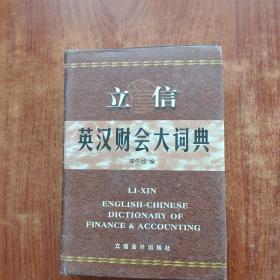 立信
英汉财会大词典
编
LI-XIN
ENGLISH-CHINESE
DICTIONARY OF
FINANCE & ACCOUNTING
立信会计出版社